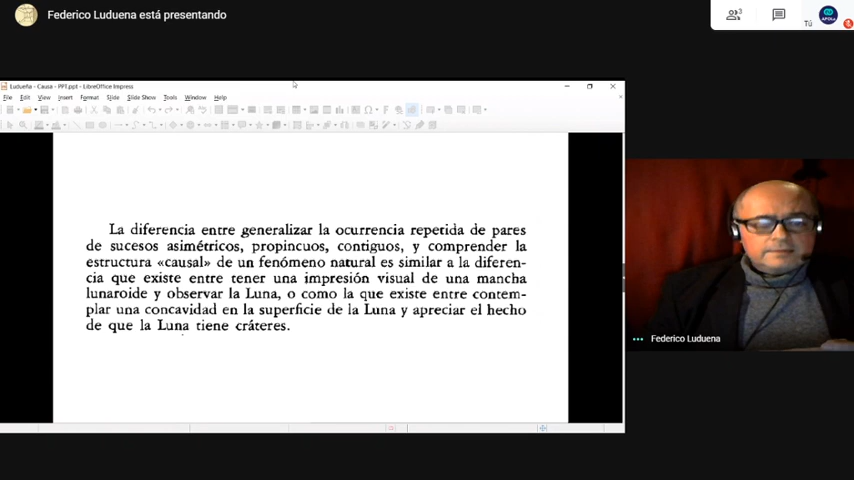 Federico Luduena está presentando
3
Tú
APOLa
Ludueña - Causa - PPT.ppt - LibreOffice Impress
File Edit View Insert Format Slide Slide Show Tools Window Help
La diferencia entre generalizar la ocurrencia repetida de pares
de sucesos asimétricos, propincuos, contiguos, y comprender la
estructura «causal» de un fenómeno natural es similar a la diferen-
cia que existe entre tener una impresión visual de una mancha
lunaroide y observar la Luna, o como la que existe entre contem-
plar una concavidad en la superficie de la Luna y apreciar el hecho
de que la Luna tiene cráteres.
Federico Luduena